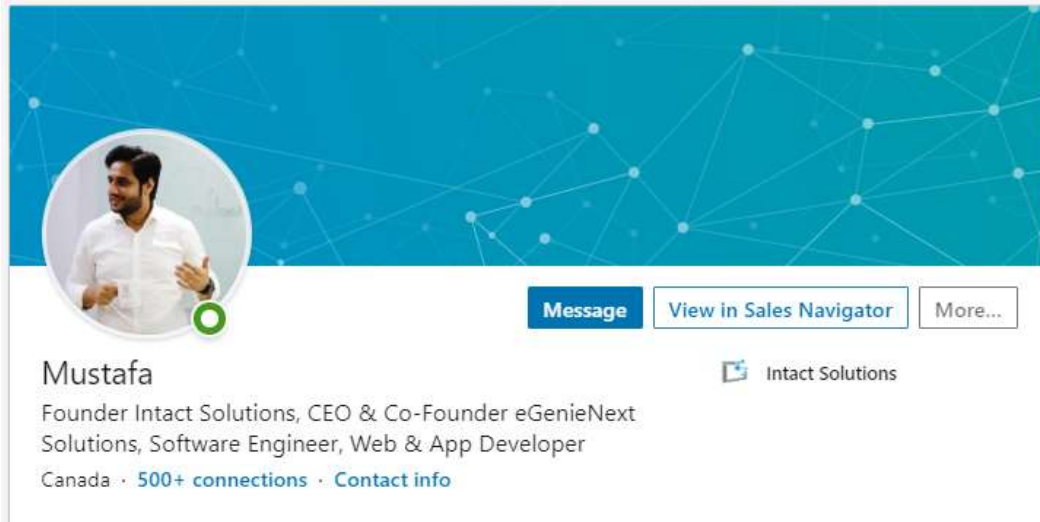 Message
View in Sales Navigator
More...
Mustafa
Intact Solutions
Founder Intact Solutions, CEO & Co-Founder eGenieNext
Solutions, Software Engineer, Web & App Developer
Canada · 500+ connections · Contact info